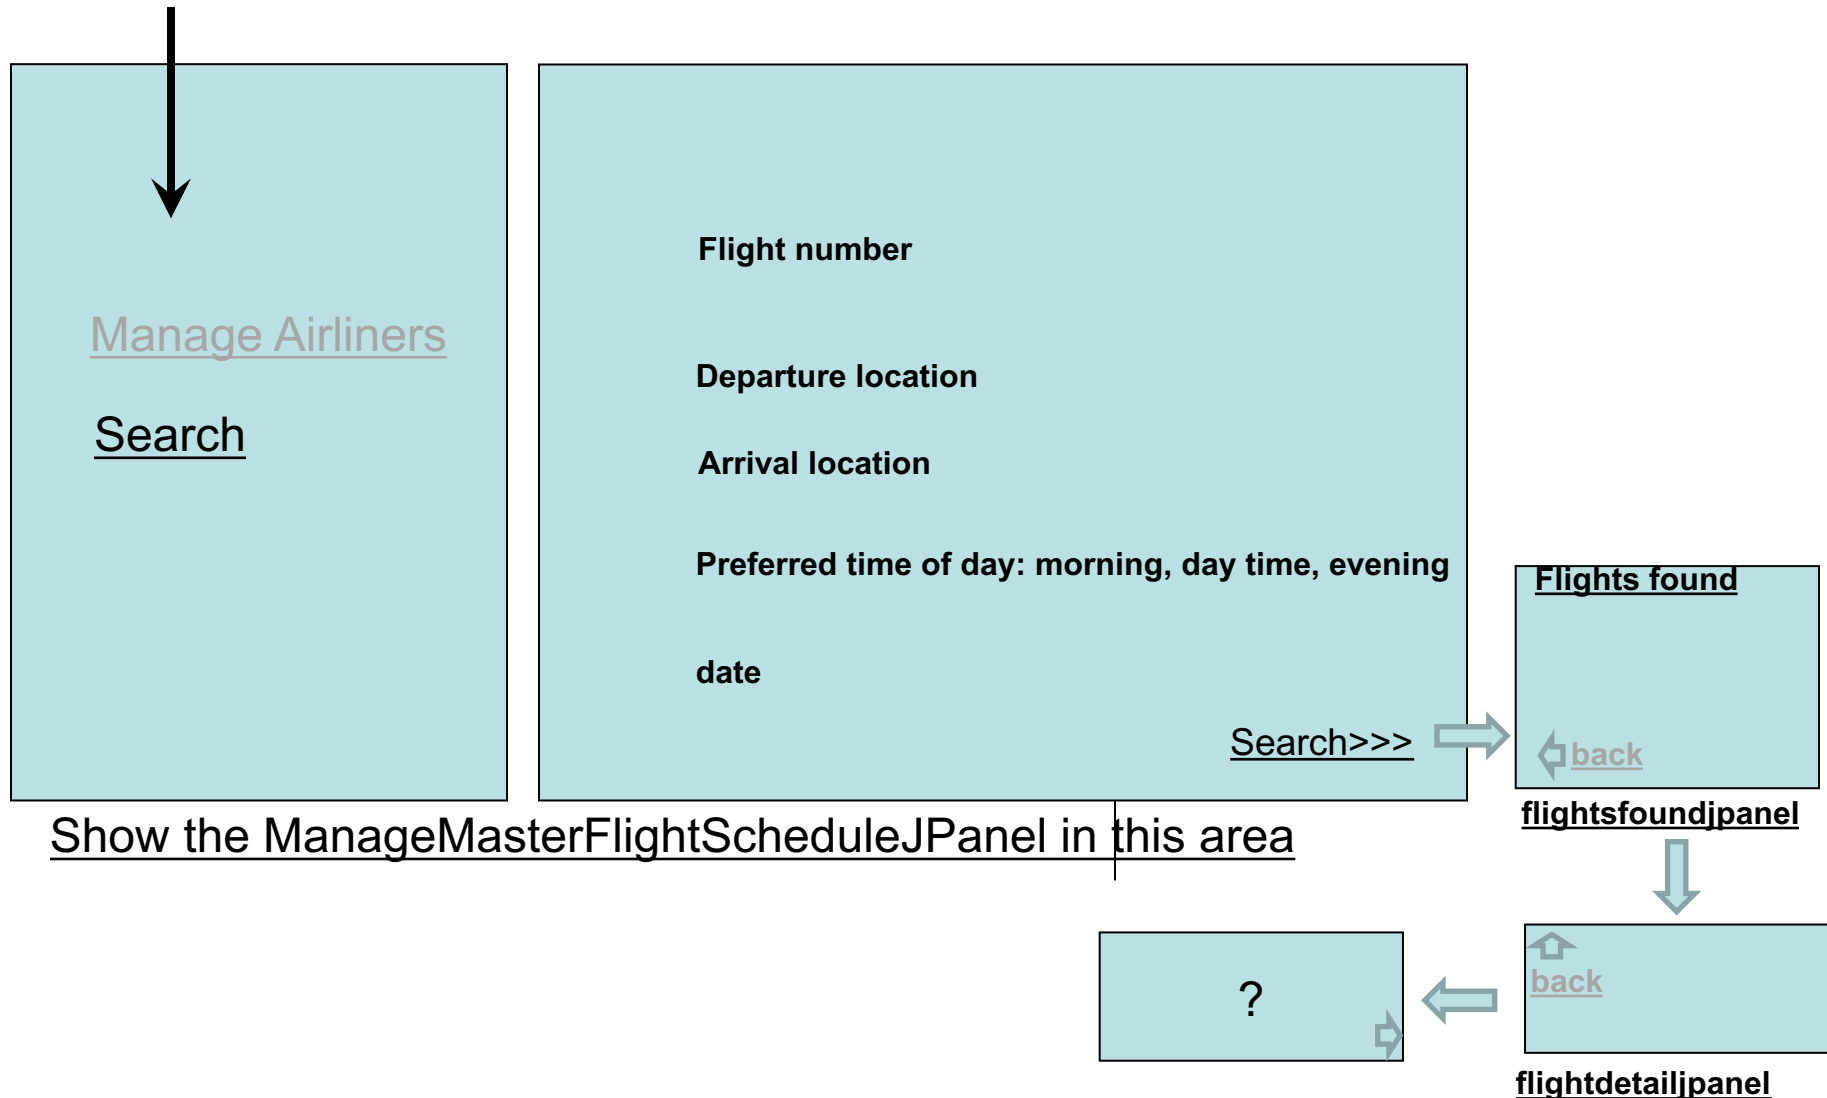 Manage Airliners
Search
Flight number
Departure location
Arrival location
Preferred time of day: morning, day time, evening
date
Search>>>
Show the ManageMasterFlightScheduleJPanel in this area
Flights found
back
flightsfoundjpanel
back
flightdetailjpanel
?